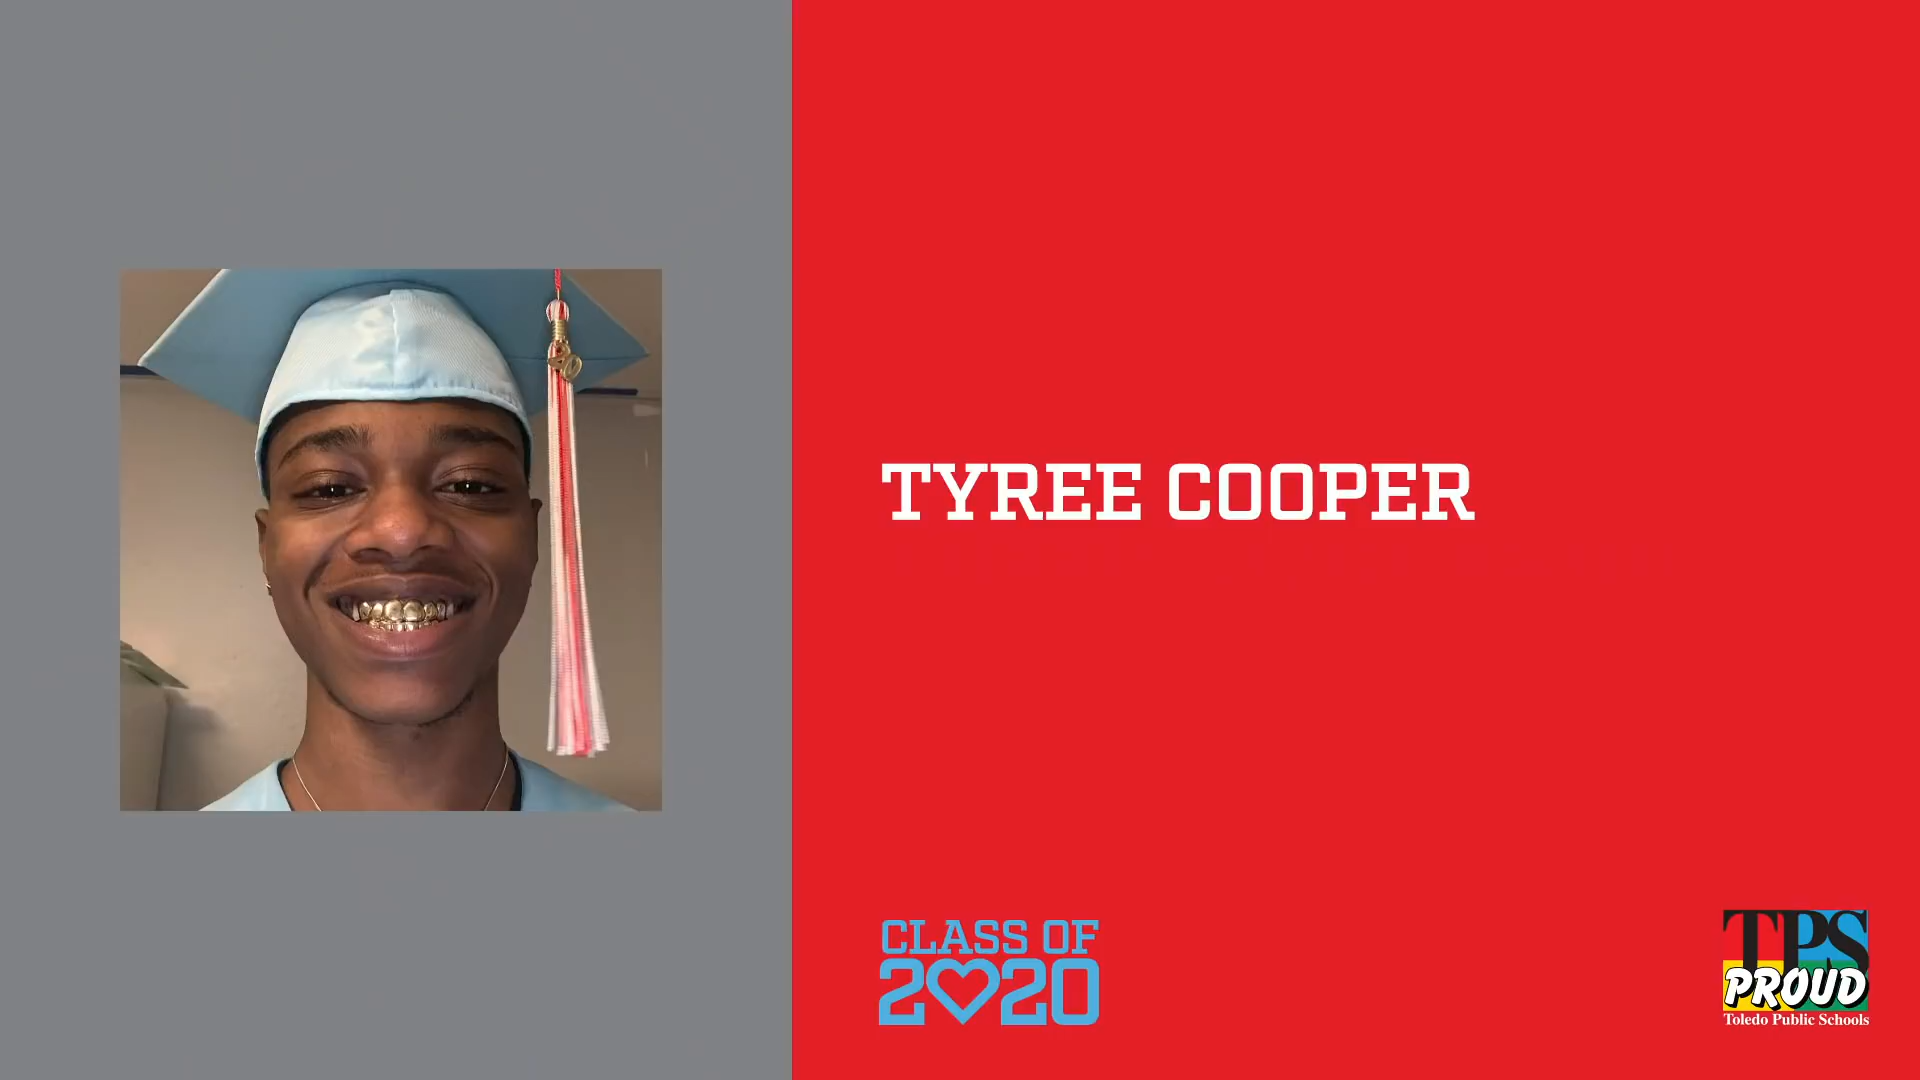 TYREE COOPER
CLASS OF
2020
TPS
PROUD
Toledo Public Schools